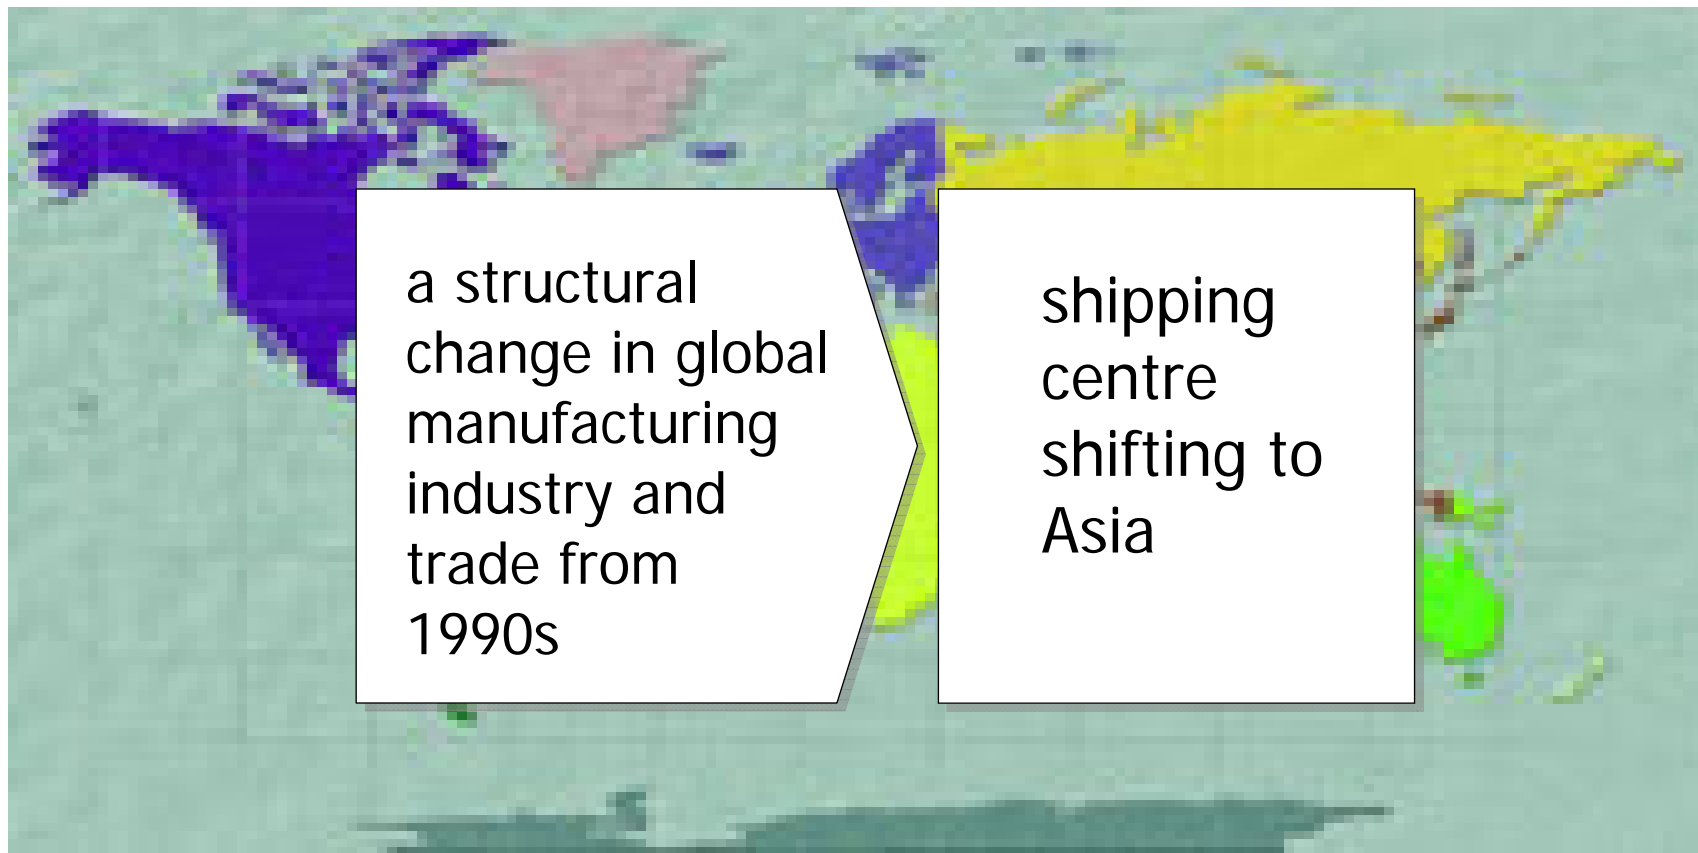 a structural
change in global
manufacturing
industry and
trade from
1990s
shipping
centre
shifting to
Asia